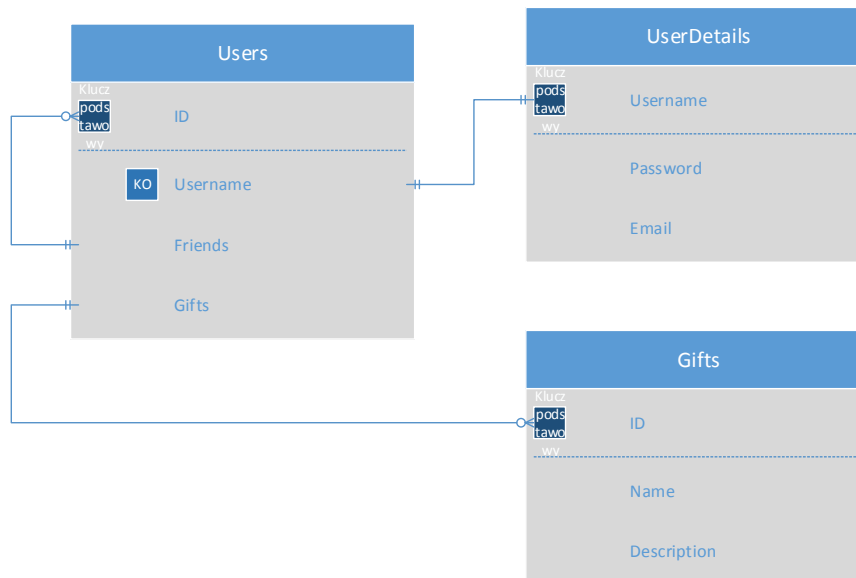 Users
Klucz
pods
tawo
wy
ID
KO
Username
Friends
Gifts
UserDetails
Klucz
pods
tawo
wy
Username
Password
Email
Gifts
Klucz
pods
tawo
wy
ID
Name
Description